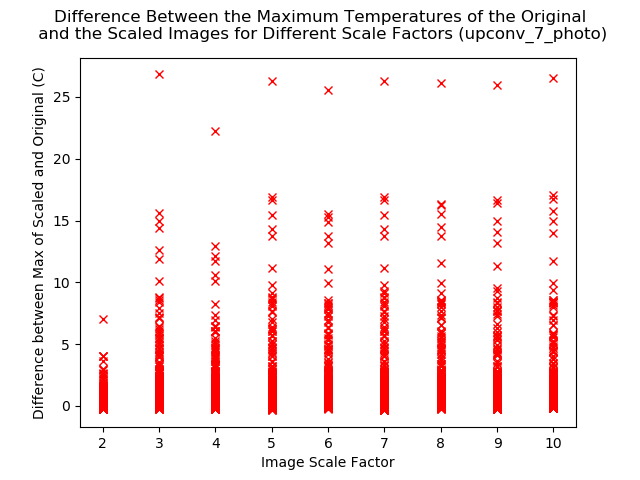 Difference Between the Maximum Temperatures of the Original
and the Scaled Images for Different Scale Factors (upconv_7_photo)
Difference between Max of Scaled and Original (C)
25
20
15
10
5
0
2 3 4 5 6 7 8 9 10
Image Scale Factor